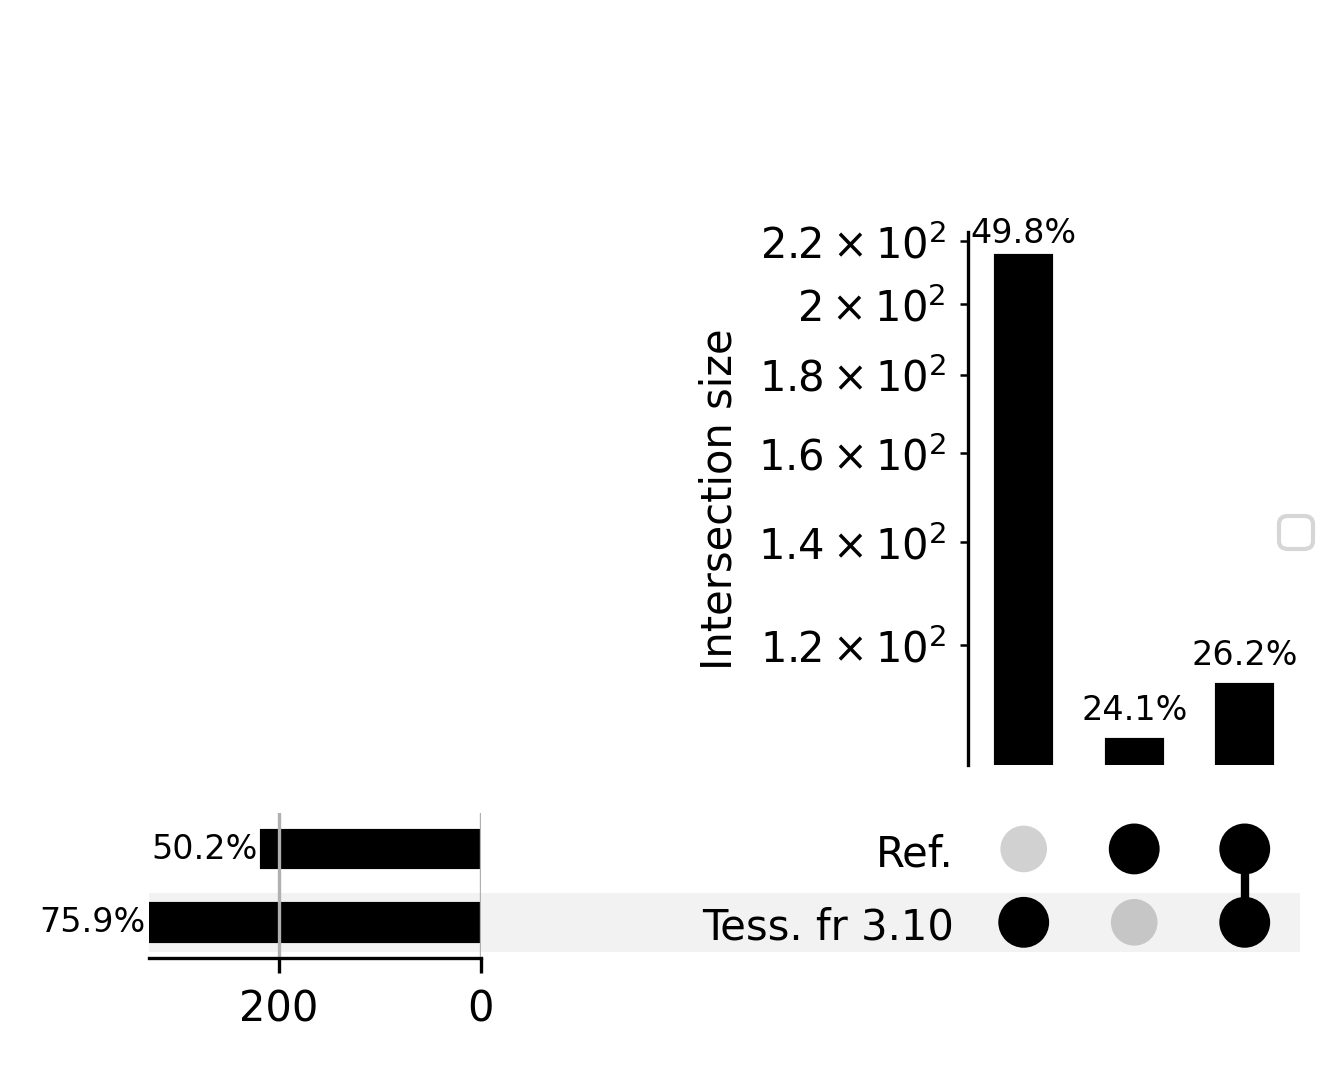 49.8%
2.2 × 10²
2 × 10²
1.8 × 10²
1.6 × 10²
1.4 × 10²
1.2 × 10²
Intersection size
26.2%
24.1%
50.2%
Ref.
75.9%
Tess. fr 3.10
200
0